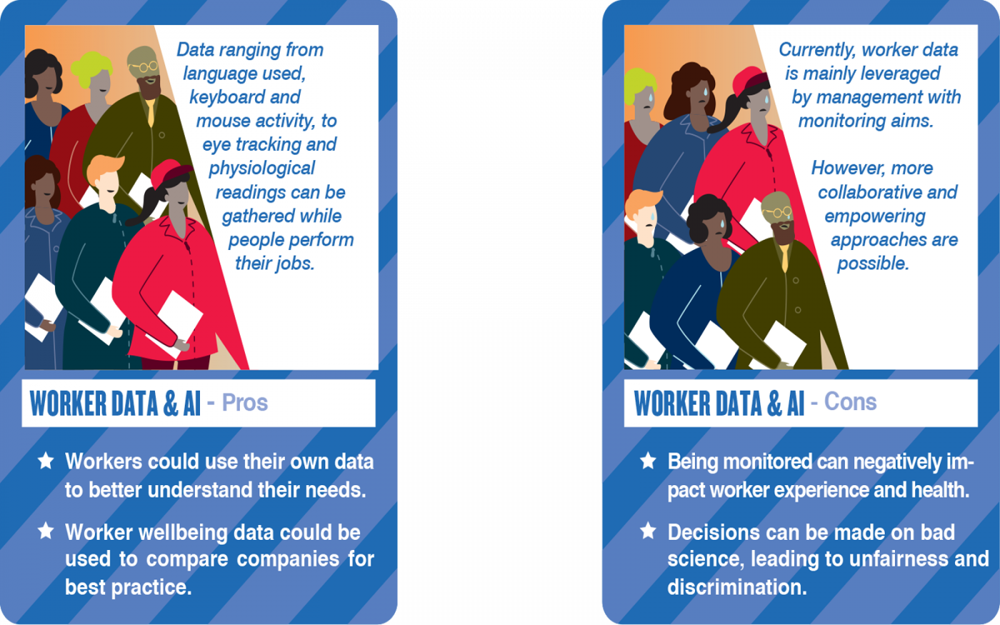 Data ranging from
language used,
keyboard and
mouse activity, to
eye tracking and
physiological
readings can be
gathered while
people perform
their jobs.
WORKER DATA & AI - Pros
Workers could use their own data
to better understand their needs.
Worker wellbeing data could be
used to compare companies for
best practice.
Currently, worker data
is mainly leveraged
by management with
monitoring aims.
However, more
collaborative and
empowering
approaches are
possible.
WORKER DATA & AI - Cons
Being monitored can negatively im-
pact worker experience and health.
Decisions can be made on bad
science, leading to unfairness and
discrimination.